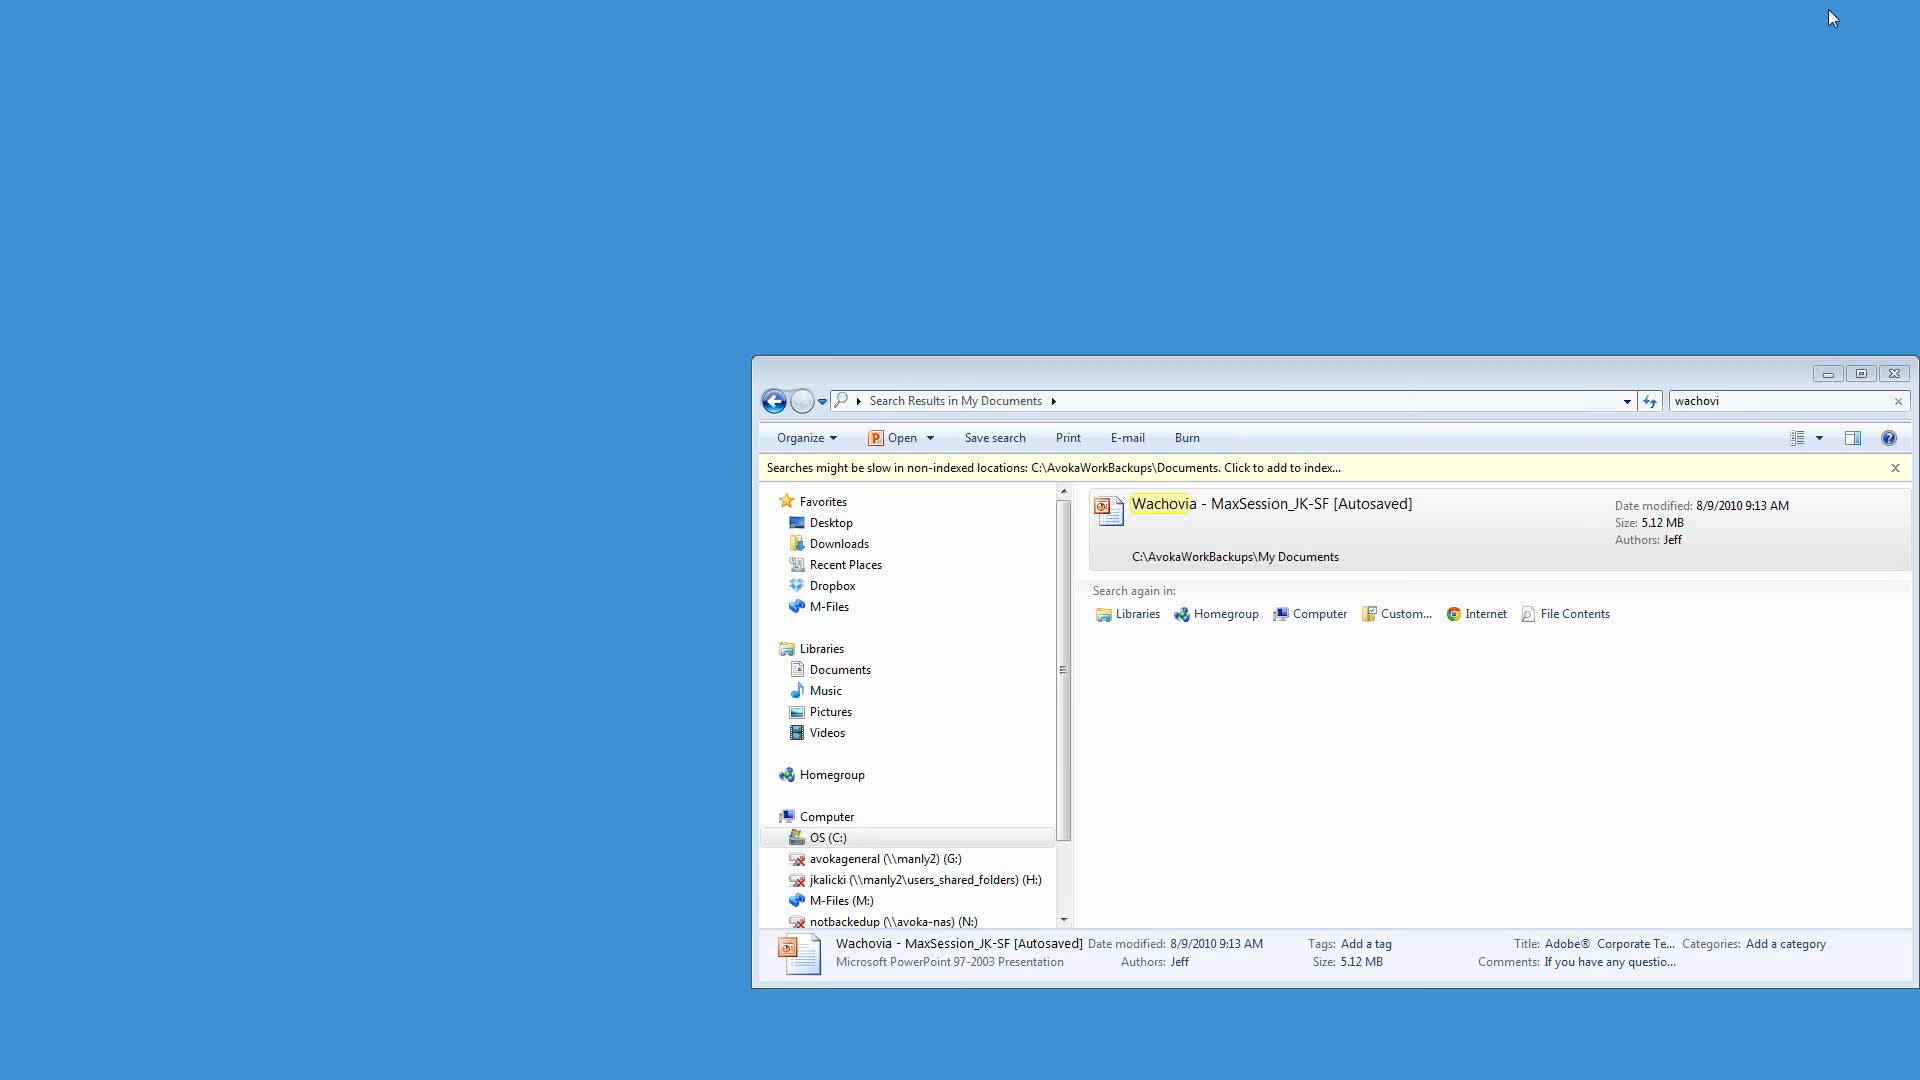 Search Results in My Documents
wachovi
Organize
Open
Save search
Print
E-mail
Burn
Searches might be slow in non-indexed locations: C:\AvokaWorkBackups\Documents. Click to add to index...
Favorites
Desktop
Downloads
Recent Places
Dropbox
M-Files
Libraries
Documents
Music
Pictures
Videos
Homegroup
Computer
OS (C:)
avokageneral (\\manly2) (G:)
jkalicki (\\manly2\users_shared_folders) (H:)
M-Files (M:)
notbackedup (\\avoka-nas) (N:)
Wachovia - MaxSession_JK-SF [Autosaved]
C:\AvokaWorkBackups\My Documents
Date modified: 8/9/2010 9:13 AM
Size: 5.12 MB
Authors: Jeff
Search again in:
Libraries Homegroup Computer Custom... Internet File Contents
Wachovia - MaxSession_JK-SF [Autosaved] Date modified: 8/9/2010 9:13 AM Tags: Add a tag Title: Adobe® Corporate Te... Categories: Add a category
Microsoft PowerPoint 97-2003 Presentation Authors: Jeff Size: 5.12 MB Comments: If you have any questio...